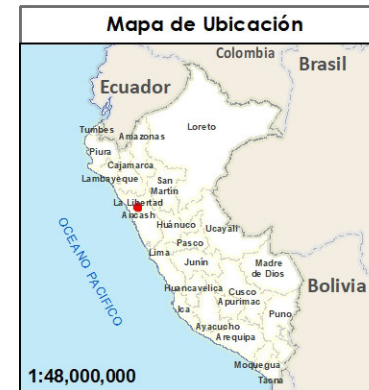 Mapa de Ubicación
Colombia
Brasil
Ecuador
Loreto
Tumbes
Amazonas
Piura
Cajamarca
Lambayeque
San
Martin
La Libertad
Ancash
Huánuco
Ucayali
Pasco
OCEANO PACIFICO
Lima
Junin
Madre
de Dios
Huancavelica
Cusco
Bolivia
Apurimac
Ica
Puno
Ayacucho
Arequipa
Moquegua
1:48,000,000
Tacna